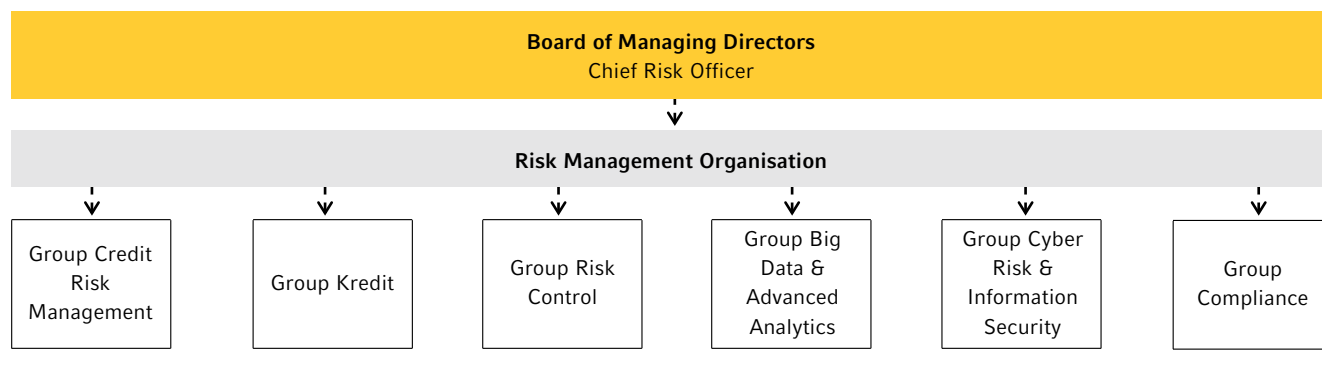 Board of Managing Directors
Chief Risk Officer
Risk Management Organisation
Group Credit
Risk
Management
Group Kredit
Group Risk
Control
Group Big
Data &
Advanced
Analytics
Group Cyber
Risk &
Information
Security
Group
Compliance